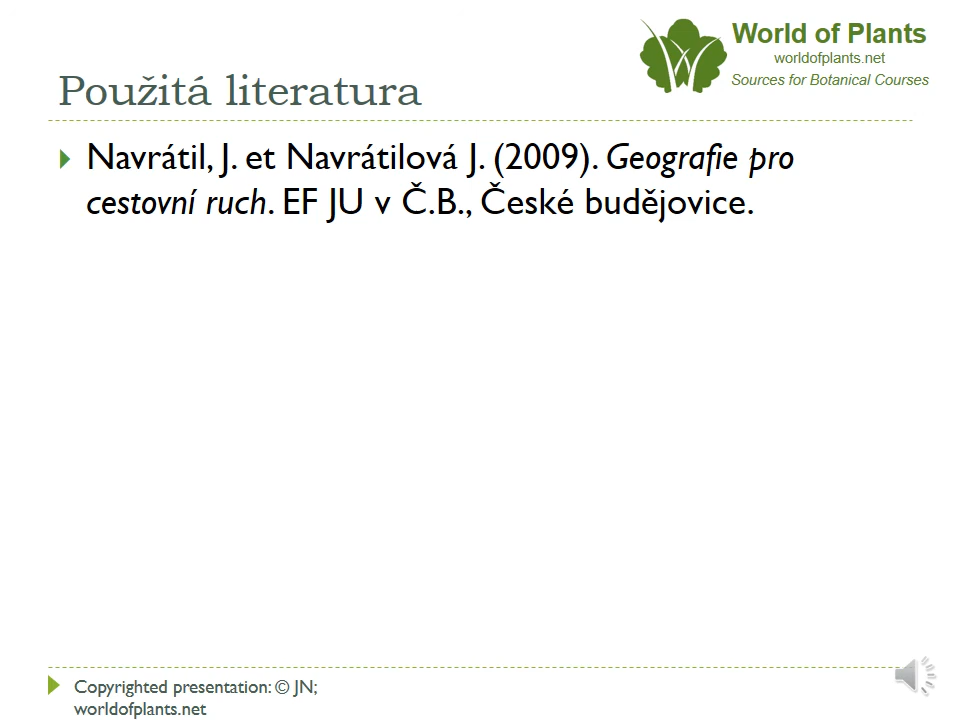 World of Plants
worldofplants.net
Sources for Botanical Courses
Použitá literatura
Navrátil, J. et Navrátilová J. (2009). Geografie pro
cestovní ruch. EF JU v Č.B., České budějovice.
Copyrighted presentation: © JN;
worldofplants.net